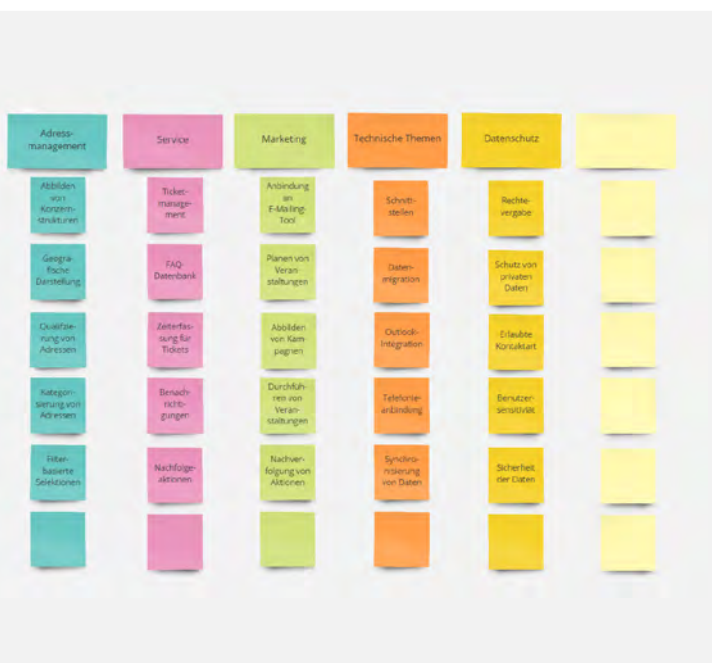 Adress-
management
Service
Marketing
Technische Themen
Datenschutz
Abbilden
von
Konzern-
strukturen
Ticket-
manage-
ment
Anbindung
an
E-Mailing-
Tool
Schnitt-
stellen
Rechte-
vergabe
Geogra-
fische
Darstellung
FAQ-
Datenbank
Planen von
Veran-
staltungen
Daten-
migration
Schutz von
privaten
Daten
Qualifizie-
rung von
Adressen
Zeiterfas-
sung für
Tickets
Abbilden
von Kam-
pagnen
Outlook-
Integration
Erlaubte
Kontaktart
Kategori-
sierung von
Adressen
Benach-
richti-
gungen
Durchfüh-
ren von
Veran-
staltungen
Telefonie-
anbindung
Benutzer-
sensitivität
Filter-
basierte
Selektionen
Nachfolge-
aktionen
Nachver-
folgung von
Aktionen
Synchro-
nisierung
von Daten
Sicherheit
der Daten